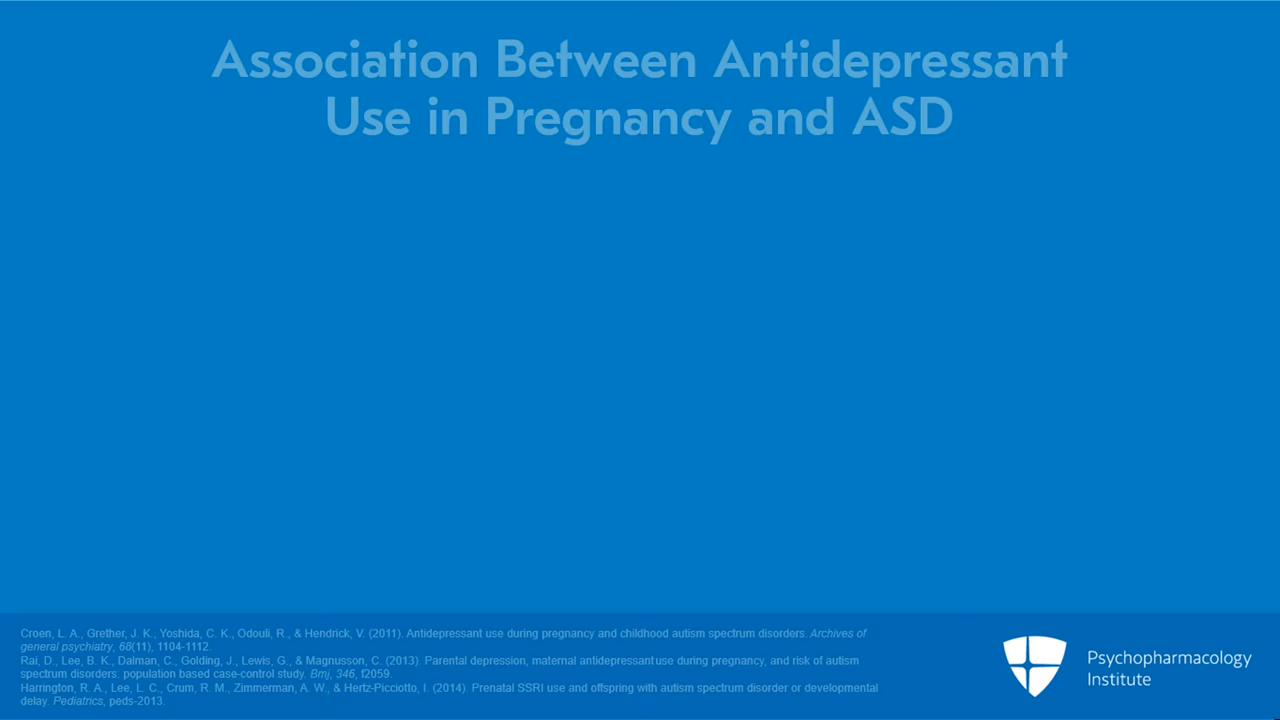 Association Between Antidepressant
Use in Pregnancy and ASD
Croen, L. A., Grether, J. K., Yoshida, C. K., Odouli, R., & Hendrick, V. (2011). Antidepressant use during pregnancy and childhood autism spectrum disorders. Archives of
general psychiatry, 68(11), 1104-1112.
Rai, D., Lee, B. K., Dalman, C., Golding, J., Lewis, G., & Magnusson, C. (2013). Parental depression, maternal antidepressant use during pregnancy, and risk of autism
spectrum disorders: population based case-control study. Bmj, 346, f2059.
Harrington, R. A., Lee, L. C., Crum, R. M., Zimmerman, A. W., & Hertz-Picciotto, I. (2014). Prenatal SSRI use and offspring with autism spectrum disorder or developmental
delay. Pediatrics, peds-2013.
Psychopharmacology
Institute